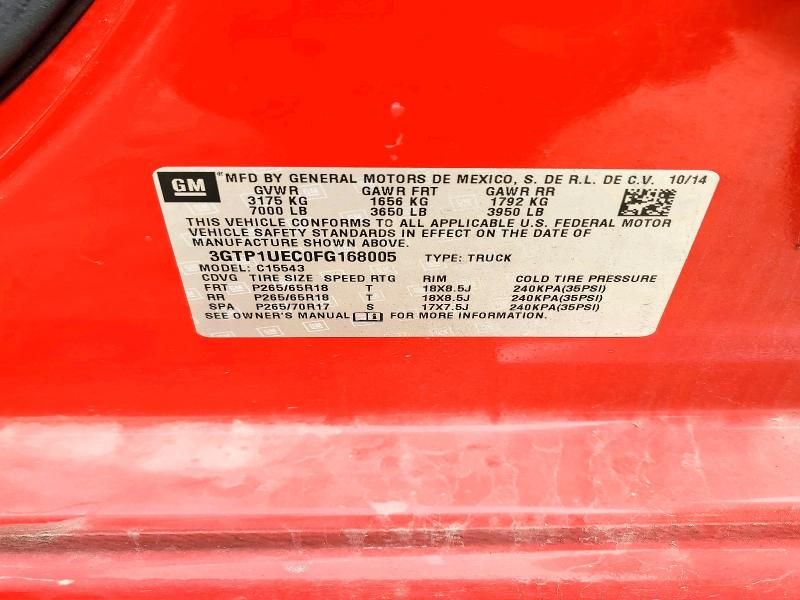 GM MFD BY GENERAL MOTORS DE MEXICO, S. DE R.L. DE C.V. 10/14
GVWR GAWR FRT GAWR RR
3175 KG 1656 KG 1792 KG
7000 LB 3650 LB 3950 LB
THIS VEHICLE CONFORMS TO ALL APPLICABLE U.S. FEDERAL MOTOR
VEHICLE SAFETY STANDARDS IN EFFECT ON THE DATE OF
MANUFACTURE SHOWN ABOVE.
3GTP1UEC0FG168005 TYPE: TRUCK
MODEL: C15543
CDVG TIRE SIZE SPEED RTG RIM COLD TIRE PRESSURE
FRT P265/65R18 T 18X8.5J 240KPA(35PSI)
RR P265/65R18 T 18X8.5J 240KPA(35PSI)
SPA P265/70R17 S 17X7.5J 240KPA(35PSI)
SEE OWNER'S MANUAL FOR MORE INFORMATION.